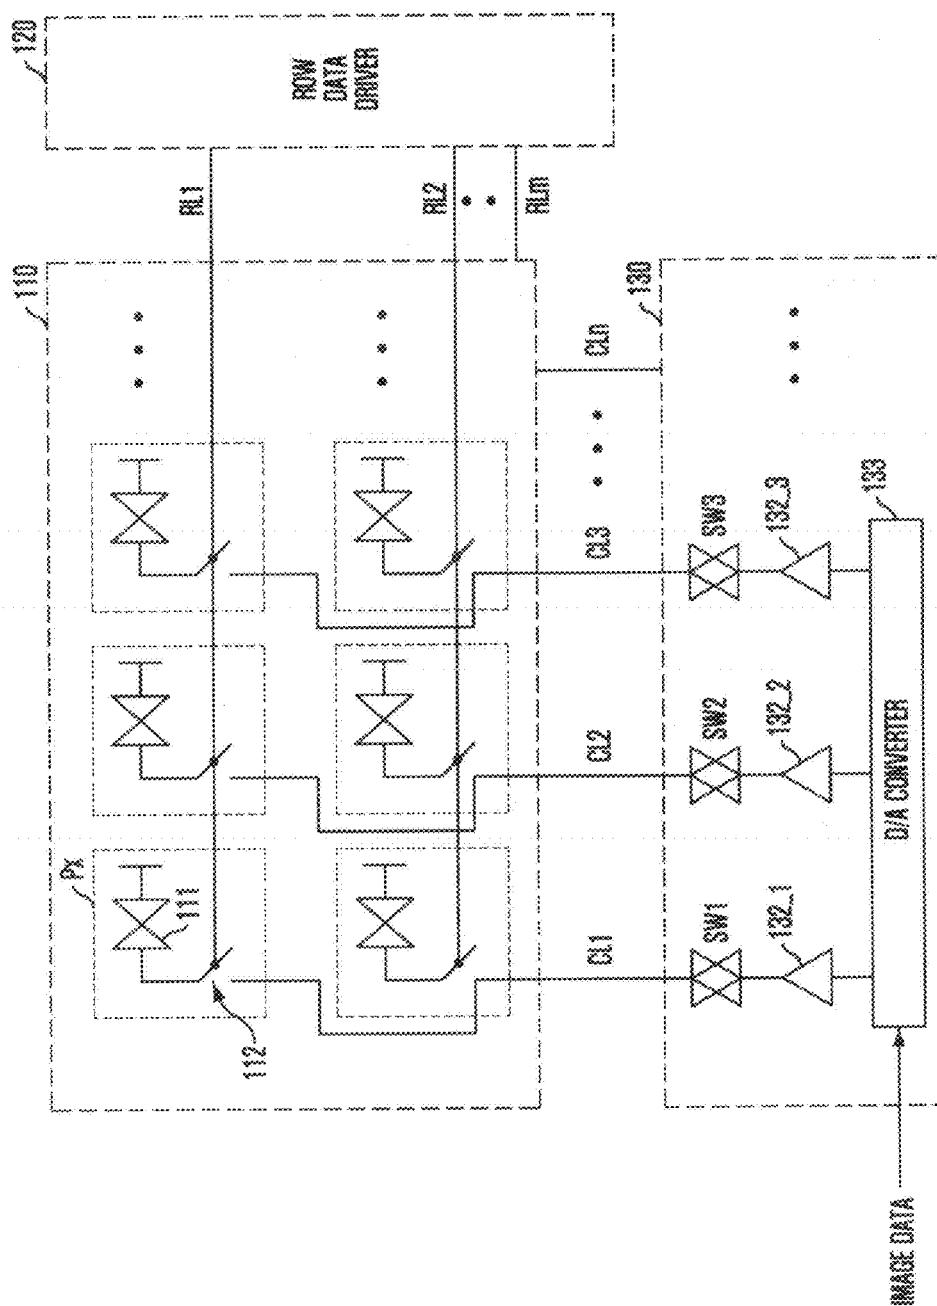 120
ROW
DATA
DRIVER
110
RL1
RL2
RLm
Px
111
112
CL1
CL2
CL3
CLn
130
SW1
SW2
SW3
132_1
132_2
132_3
133
D/A CONVERTER
IMAGE DATA